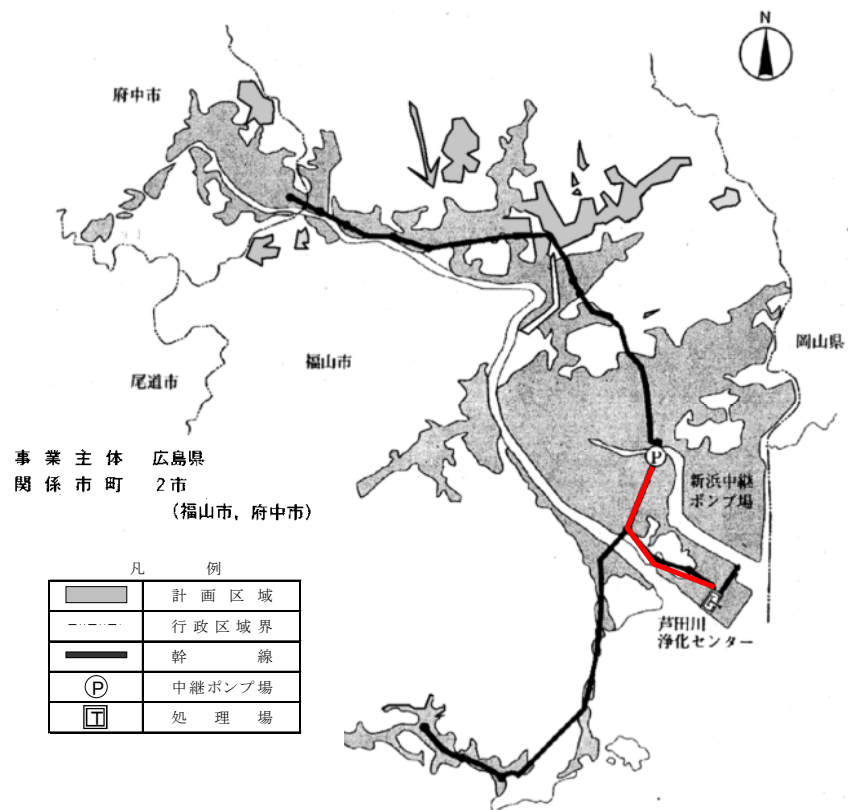 N
府中市
岡山県
福山市
尾道市
事業主体 広島県
関係市町 2市
(福山市, 府中市)
新浜中継
ポンプ場
P
芦田川
浄化センター
凡 例
計画区域
行政区域界
幹 線
P 中継ポンプ場
T 処理場